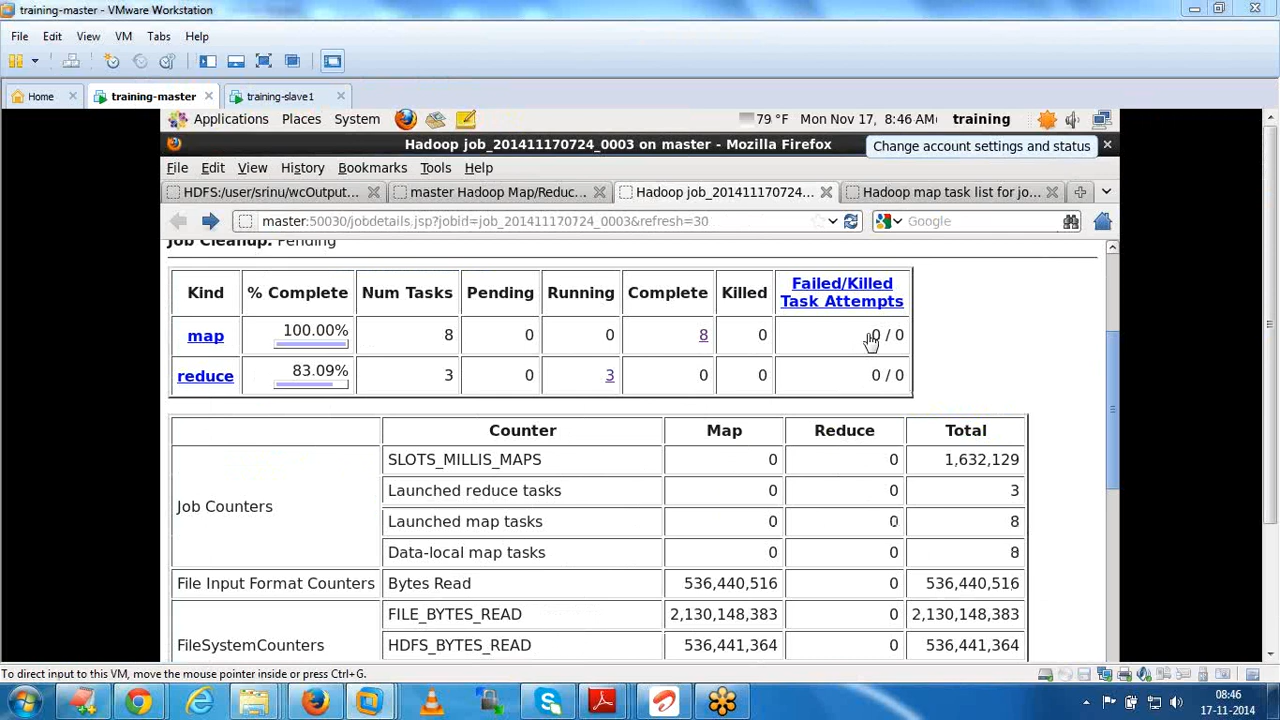 training-master - VMware Workstation
File Edit View VM Tabs Help
Home training-master training-slave1
Applications Places System 79 °F Mon Nov 17, 8:46 AM training
Hadoop job_201411170724_0003 on master - Mozilla Firefox
Change account settings and status
File Edit View History Bookmarks Tools Help
HDFS:/user/srinu/wcOutput... master Hadoop Map/Reduc... Hadoop job_201411170724... Hadoop map task list for jo...
master:50030/jobdetails.jsp?jobid=job_201411170724_0003&refresh=30 Google
Job Cleanup: Pending
Kind % Complete Num Tasks Pending Running Complete Killed Failed/Killed Task Attempts
map 100.00% 8 0 0 8 0 0 / 0
reduce 83.09% 3 0 3 0 0 0 / 0
Counter Map Reduce Total
Job Counters
SLOTS_MILLIS_MAPS 0 0 1,632,129
Launched reduce tasks 0 0 3
Launched map tasks 0 0 8
Data-local map tasks 0 0 8
File Input Format Counters Bytes Read 536,440,516 0 536,440,516
FileSystemCounters
FILE_BYTES_READ 2,130,148,383 0 2,130,148,383
HDFS_BYTES_READ 536,441,364 0 536,441,364
To direct input to this VM, move the mouse pointer inside or press Ctrl+G.
08:46
17-11-2014